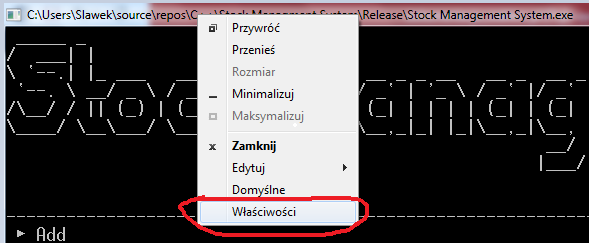 C:\Users\Slawek\source\repos\C++\Stock Managment System\Release\Stock Management System.exe
Przywróć
Przenieś
Rozmiar
Minimalizuj
Maksymalizuj
Zamknij
Edytuj
Domyślne
Właściwości
Add